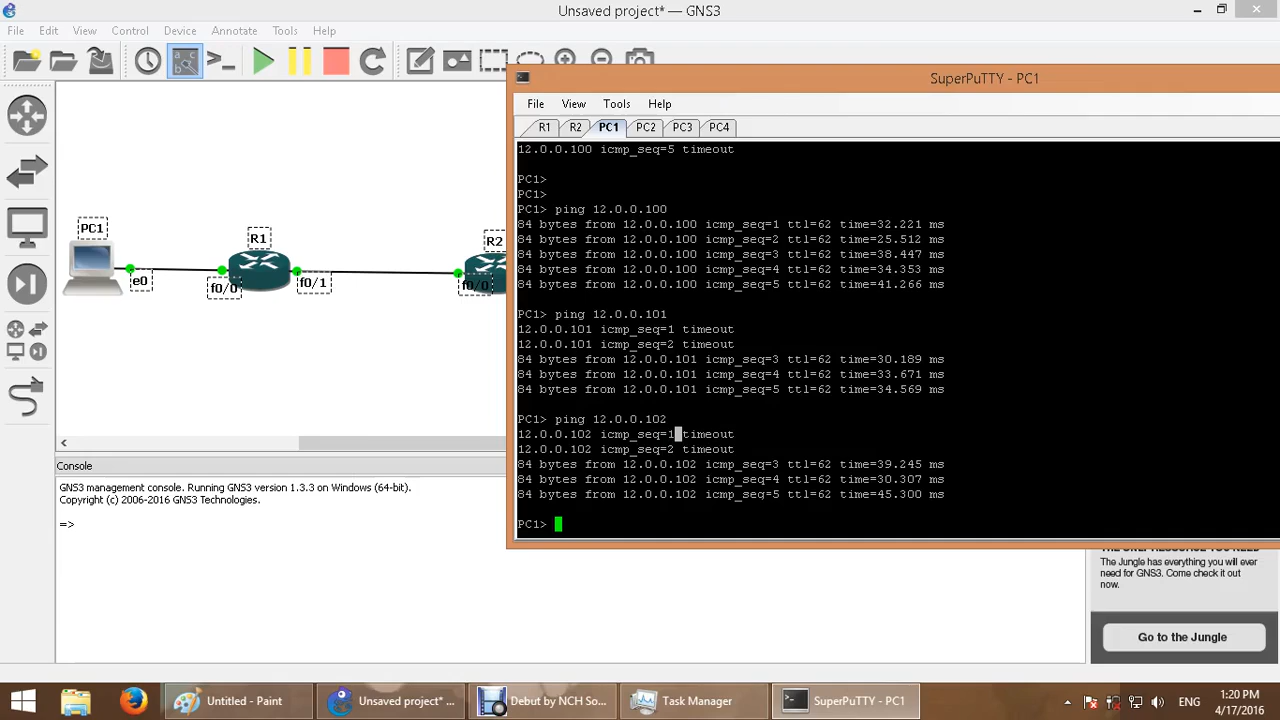 Unsaved project* — GNS3
File Edit View Control Device Annotate Tools Help
SuperPuTTY - PC1
File View Tools Help
R1 R2 PC1 PC2 PC3 PC4
12.0.0.100 icmp_seq=5 timeout
PC1>
PC1>
PC1> ping 12.0.0.100
84 bytes from 12.0.0.100 icmp_seq=1 ttl=62 time=32.221 ms
84 bytes from 12.0.0.100 icmp_seq=2 ttl=62 time=25.512 ms
84 bytes from 12.0.0.100 icmp_seq=3 ttl=62 time=38.447 ms
84 bytes from 12.0.0.100 icmp_seq=4 ttl=62 time=34.353 ms
84 bytes from 12.0.0.100 icmp_seq=5 ttl=62 time=41.266 ms
PC1> ping 12.0.0.101
12.0.0.101 icmp_seq=1 timeout
12.0.0.101 icmp_seq=2 timeout
84 bytes from 12.0.0.101 icmp_seq=3 ttl=62 time=30.189 ms
84 bytes from 12.0.0.101 icmp_seq=4 ttl=62 time=33.671 ms
84 bytes from 12.0.0.101 icmp_seq=5 ttl=62 time=34.569 ms
PC1> ping 12.0.0.102
12.0.0.102 icmp_seq=1 timeout
12.0.0.102 icmp_seq=2 timeout
84 bytes from 12.0.0.102 icmp_seq=3 ttl=62 time=39.245 ms
84 bytes from 12.0.0.102 icmp_seq=4 ttl=62 time=30.307 ms
84 bytes from 12.0.0.102 icmp_seq=5 ttl=62 time=45.300 ms
PC1>
PC1
R1
R2
e0
f0/0
f0/1
f0/0
Console
GNS3 management console. Running GNS3 version 1.3.3 on Windows (64-bit).
Copyright (c) 2006-2016 GNS3 Technologies.
=>
The Jungle has everything you will ever
need for GNS3. Come check it out
now.
Go to the Jungle
Untitled - Paint
Unsaved project* ...
Debut by NCH So...
Task Manager
SuperPuTTY - PC1
ENG
1:20 PM
4/17/2016